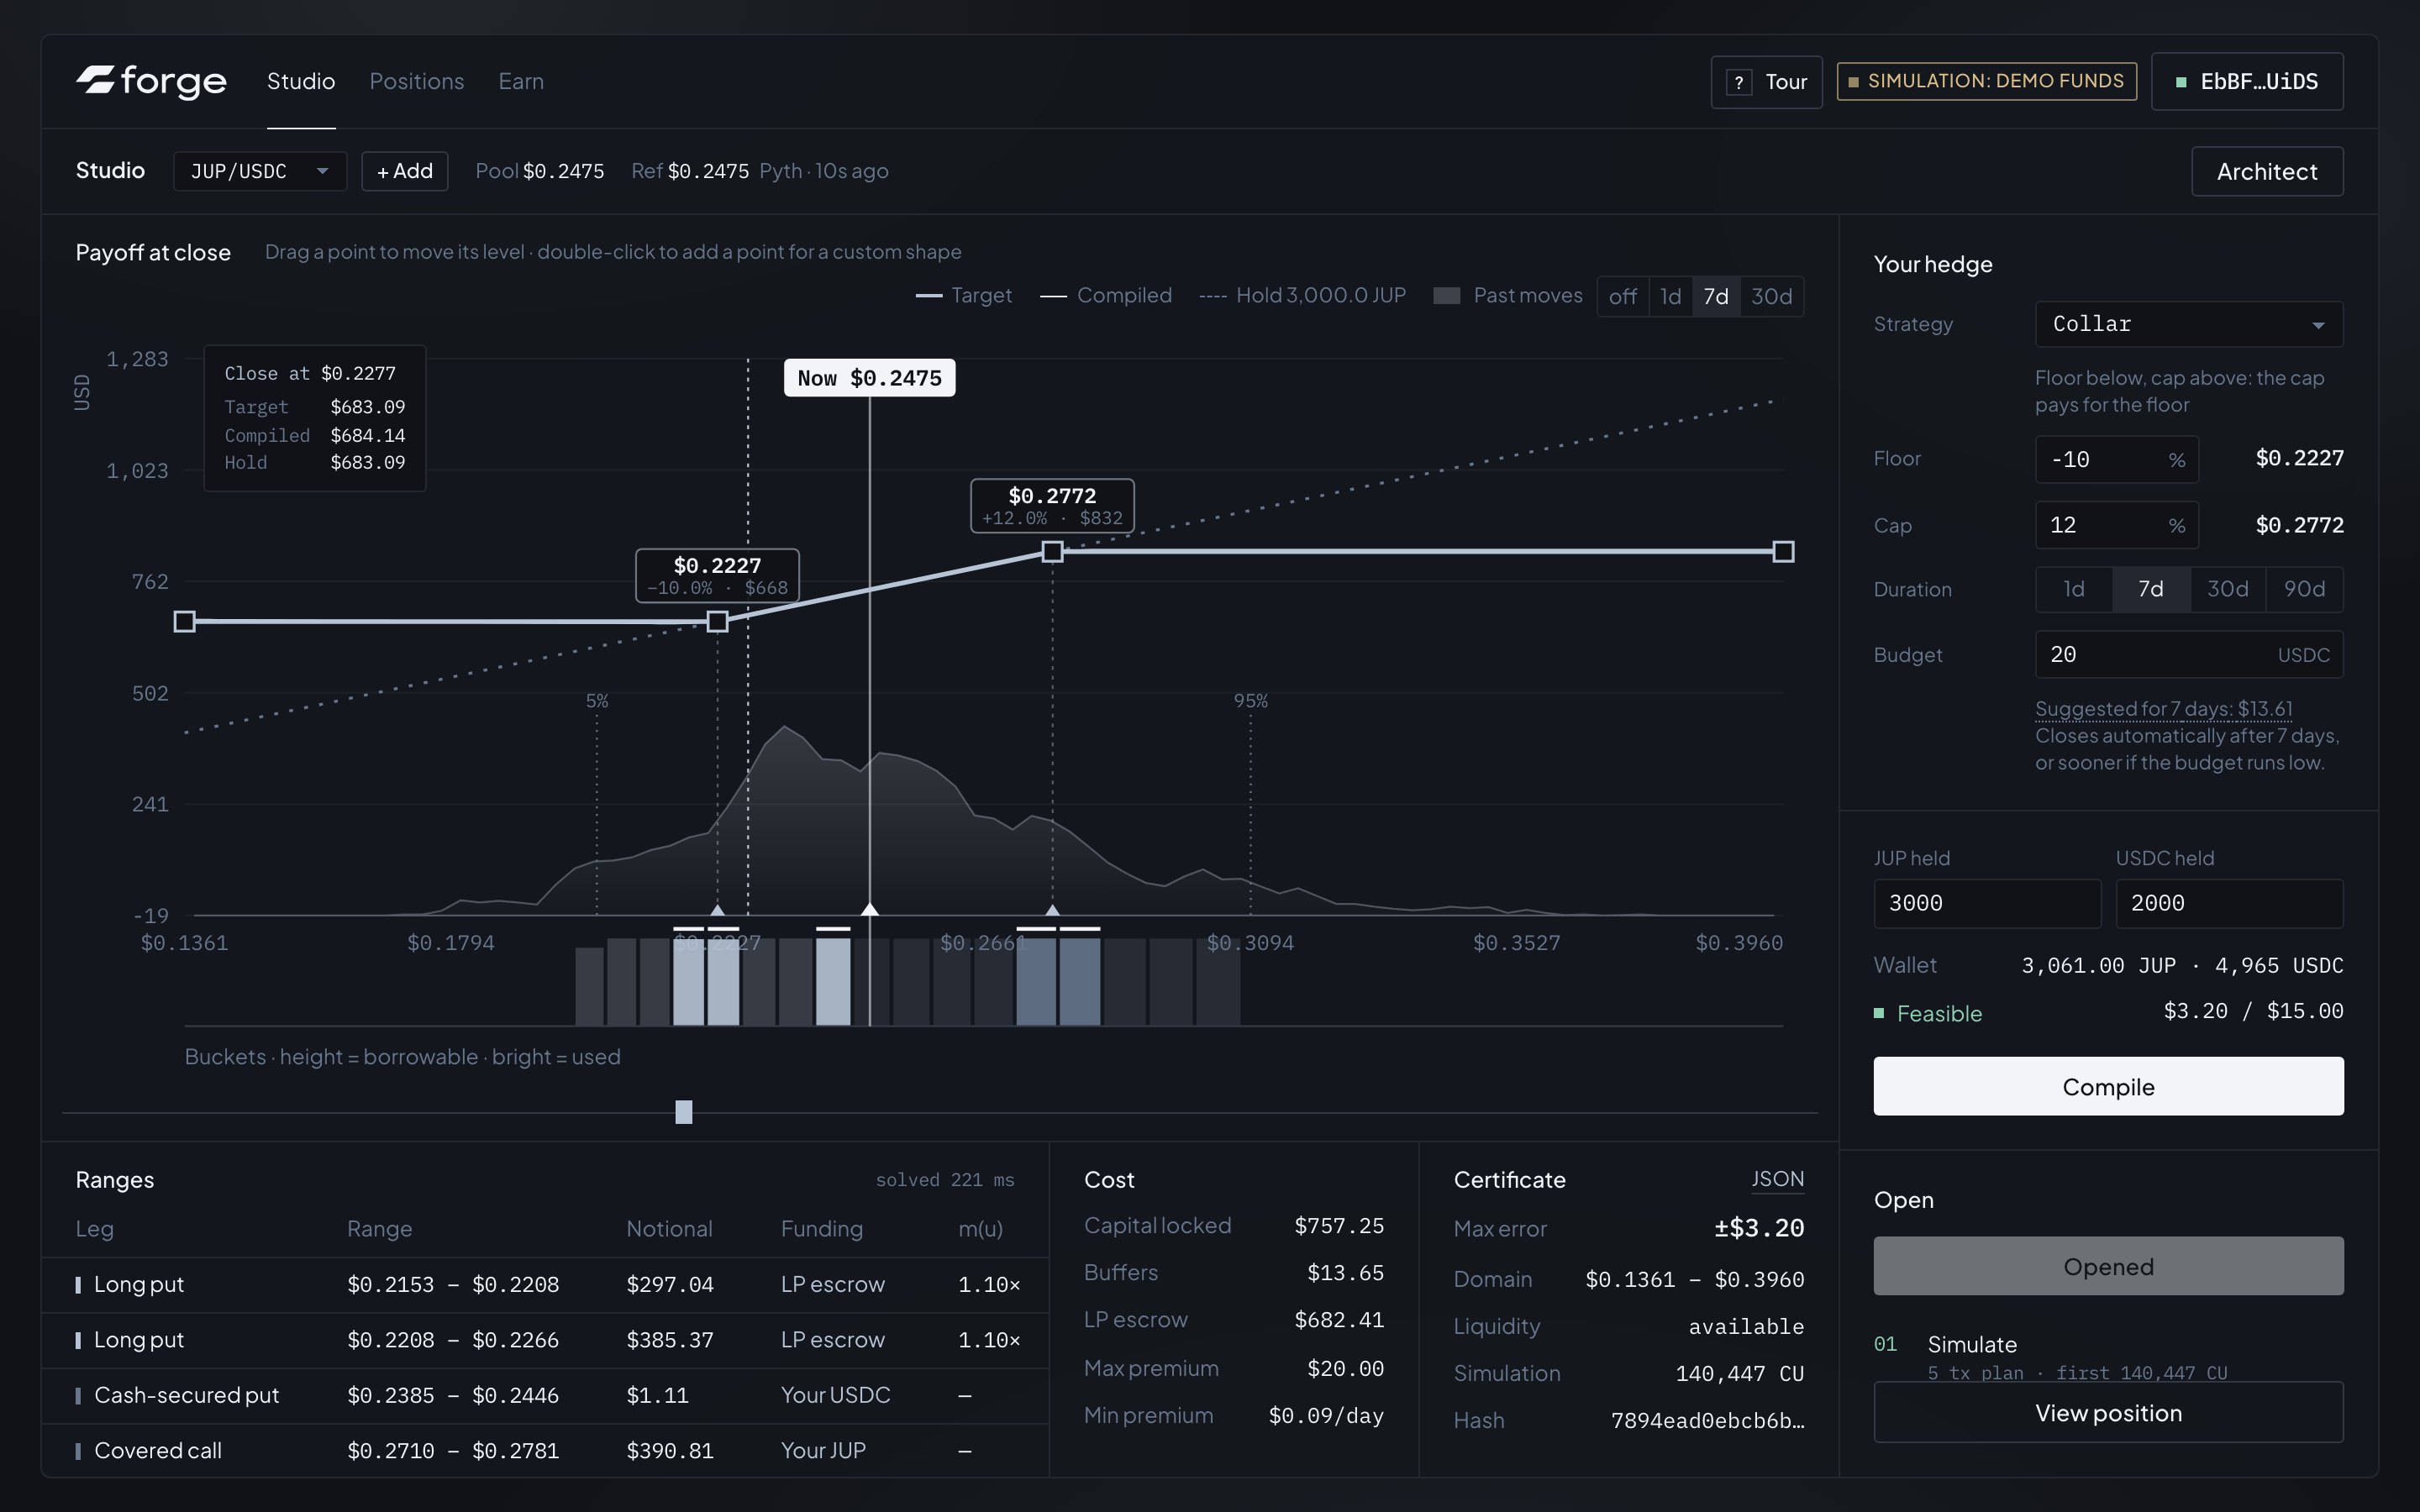 forge Studio Positions Earn ? Tour SIMULATION: DEMO FUNDS EbBF…UiDS
Studio JUP/USDC + Add Pool $0.2475 Ref $0.2475 Pyth · 10s ago Architect
Payoff at close Drag a point to move its level · double-click to add a point for a custom shape
Target Compiled Hold 3,000.0 JUP Past moves off 1d 7d 30d
USD
1,283
1,023
762
502
241
-19
Close at $0.2277
Target $683.09
Compiled $684.14
Hold $683.09
Now $0.2475
$0.2772
+12.0% · $832
$0.2227
−10.0% · $668
5% 95%
$0.1361 $0.1794 $0.2227 $0.2661 $0.3094 $0.3527 $0.3960
Buckets · height = borrowable · bright = used
Your hedge
Strategy Collar
Floor below, cap above: the cap
pays for the floor
Floor -10 % $0.2227
Cap 12 % $0.2772
Duration 1d 7d 30d 90d
Budget 20 USDC
Suggested for 7 days: $13.61
Closes automatically after 7 days,
or sooner if the budget runs low.
JUP held USDC held
3000 2000
Wallet 3,061.00 JUP · 4,965 USDC
Feasible $3.20 / $15.00
Compile
Ranges solved 221 ms
Leg Range Notional Funding m(u)
Long put $0.2153 – $0.2208 $297.04 LP escrow 1.10×
Long put $0.2208 – $0.2266 $385.37 LP escrow 1.10×
Cash-secured put $0.2385 – $0.2446 $1.11 Your USDC –
Covered call $0.2710 – $0.2781 $390.81 Your JUP –
Cost
Capital locked $757.25
Buffers $13.65
LP escrow $682.41
Max premium $20.00
Min premium $0.09/day
Certificate JSON
Max error ±$3.20
Domain $0.1361 – $0.3960
Liquidity available
Simulation 140,447 CU
Hash 7894ead0ebcb6b…
Open
Opened
01 Simulate
5 tx plan · first 140,447 CU
View position